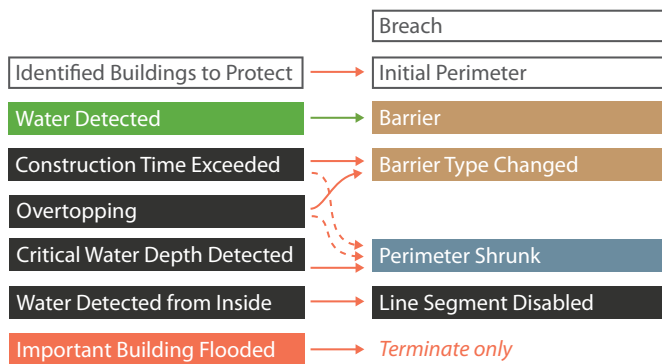 Breach
Identified Buildings to Protect
Initial Perimeter
Water Detected
Barrier
Construction Time Exceeded
Barrier Type Changed
Overtopping
Critical Water Depth Detected
Perimeter Shrunk
Water Detected from Inside
Line Segment Disabled
Important Building Flooded
Terminate only